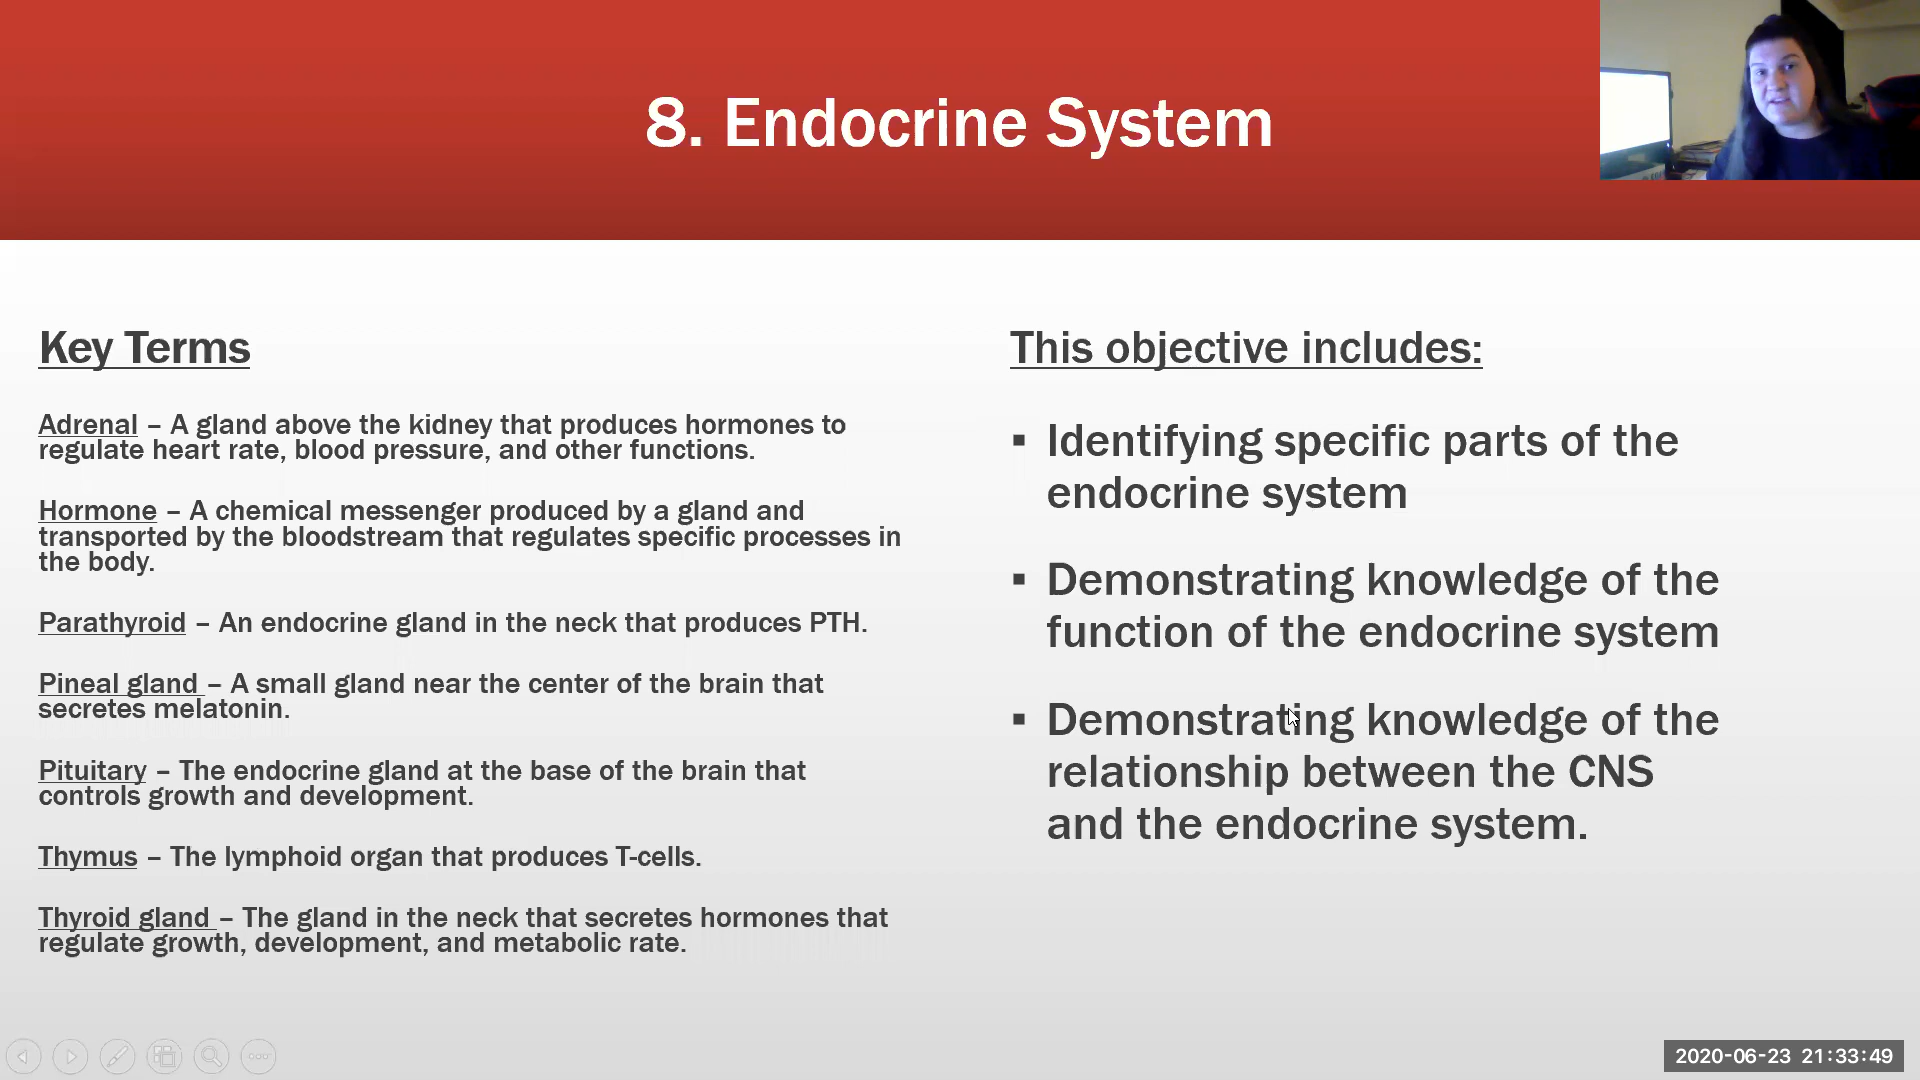 8. Endocrine System
Key Terms
Adrenal – A gland above the kidney that produces hormones to
regulate heart rate, blood pressure, and other functions.
Hormone – A chemical messenger produced by a gland and
transported by the bloodstream that regulates specific processes in
the body.
Parathyroid – An endocrine gland in the neck that produces PTH.
Pineal gland – A small gland near the center of the brain that
secretes melatonin.
Pituitary – The endocrine gland at the base of the brain that
controls growth and development.
Thymus – The lymphoid organ that produces T-cells.
Thyroid gland – The gland in the neck that secretes hormones that
regulate growth, development, and metabolic rate.
This objective includes:
▪ Identifying specific parts of the
endocrine system
▪ Demonstrating knowledge of the
function of the endocrine system
▪ Demonstrating knowledge of the
relationship between the CNS
and the endocrine system.
2020-06-23 21:33:49